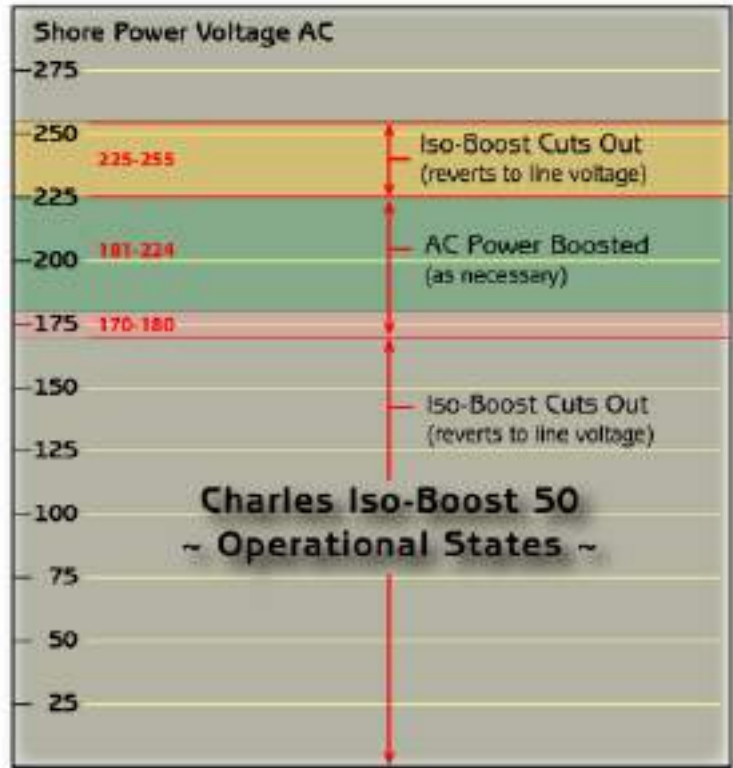 Shore Power Voltage AC
275
250
225-255
Iso-Boost Cuts Out
(reverts to line voltage)
225
200
181-224
AC Power Boosted
(as necessary)
175
170-180
150
Iso-Boost Cuts Out
(reverts to line voltage)
125
100
Charles Iso-Boost 50
~ Operational States ~
75
50
25